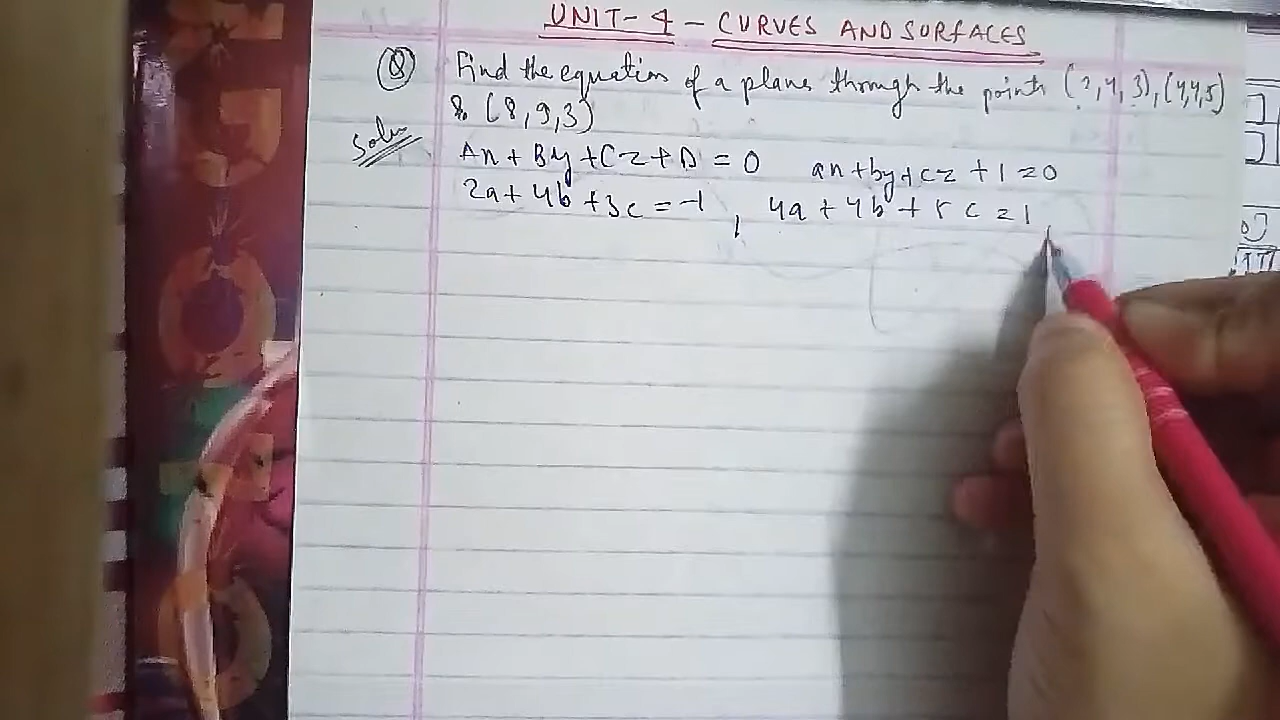 UNIT-4 - CURVES AND SURFACES
Q Find the equation of a plane through the points (2,4,3), (4,4,5)
& (8,9,3)
Soln
Ax + By + Cz + D = 0 ax + by + cz + 1 = 0
2a + 4b + 3c = -1 , 4a + 4b + 5c = 1